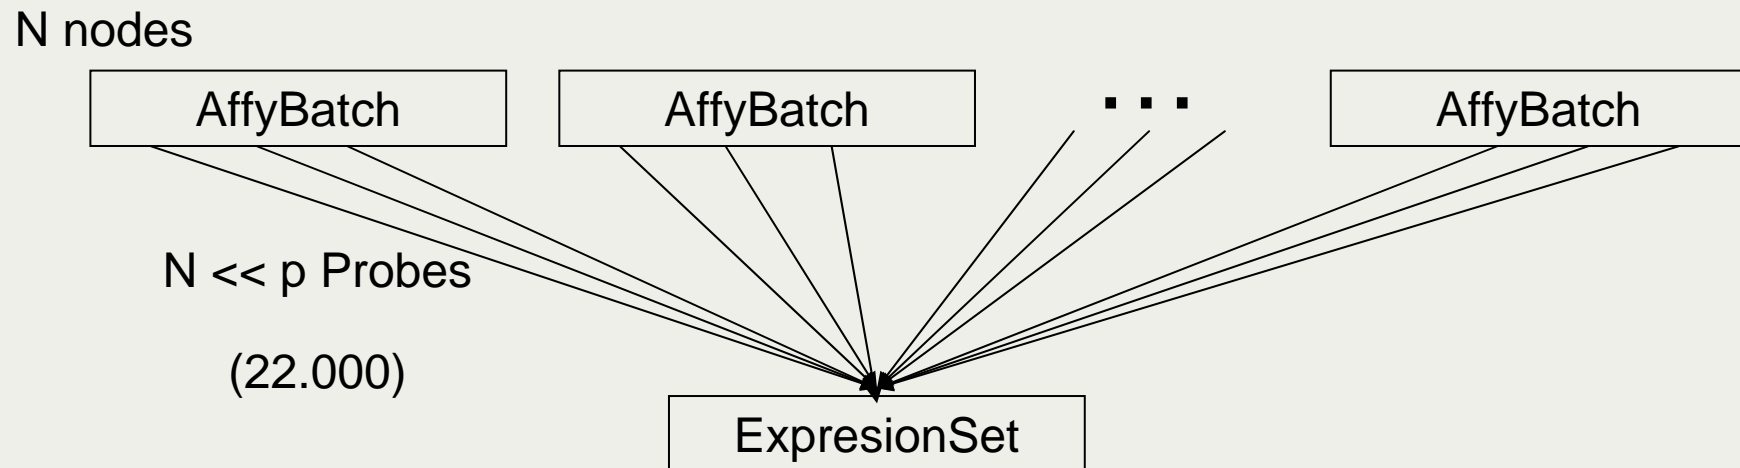 N nodes
AffyBatch AffyBatch ... AffyBatch
N << p Probes
(22.000)
ExpresionSet